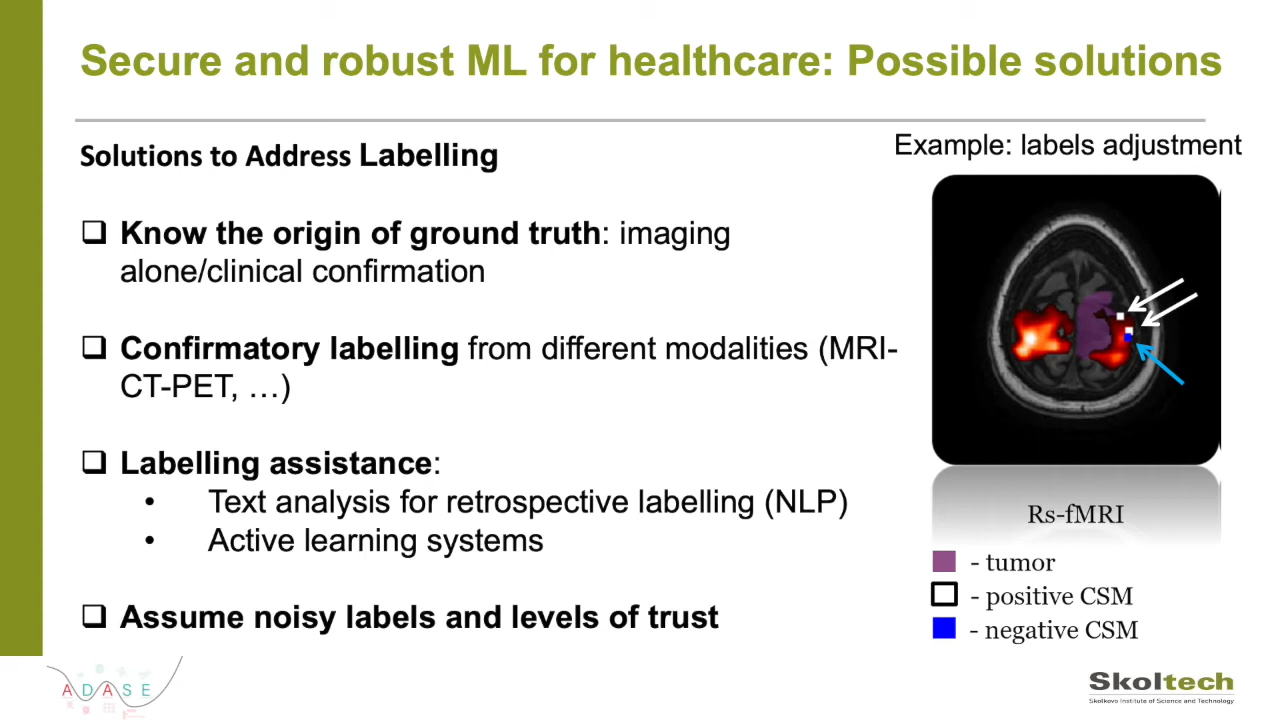 Secure and robust ML for healthcare: Possible solutions
Solutions to Address Labelling
❑ Know the origin of ground truth: imaging
alone/clinical confirmation
❑ Confirmatory labelling from different modalities (MRI-
CT-PET, …)
❑ Labelling assistance:
• Text analysis for retrospective labelling (NLP)
• Active learning systems
❑ Assume noisy labels and levels of trust
Example: labels adjustment
Rs-fMRI
- tumor
- positive CSM
- negative CSM
ADASE
Skoltech
Skolkovo Institute of Science and Technology